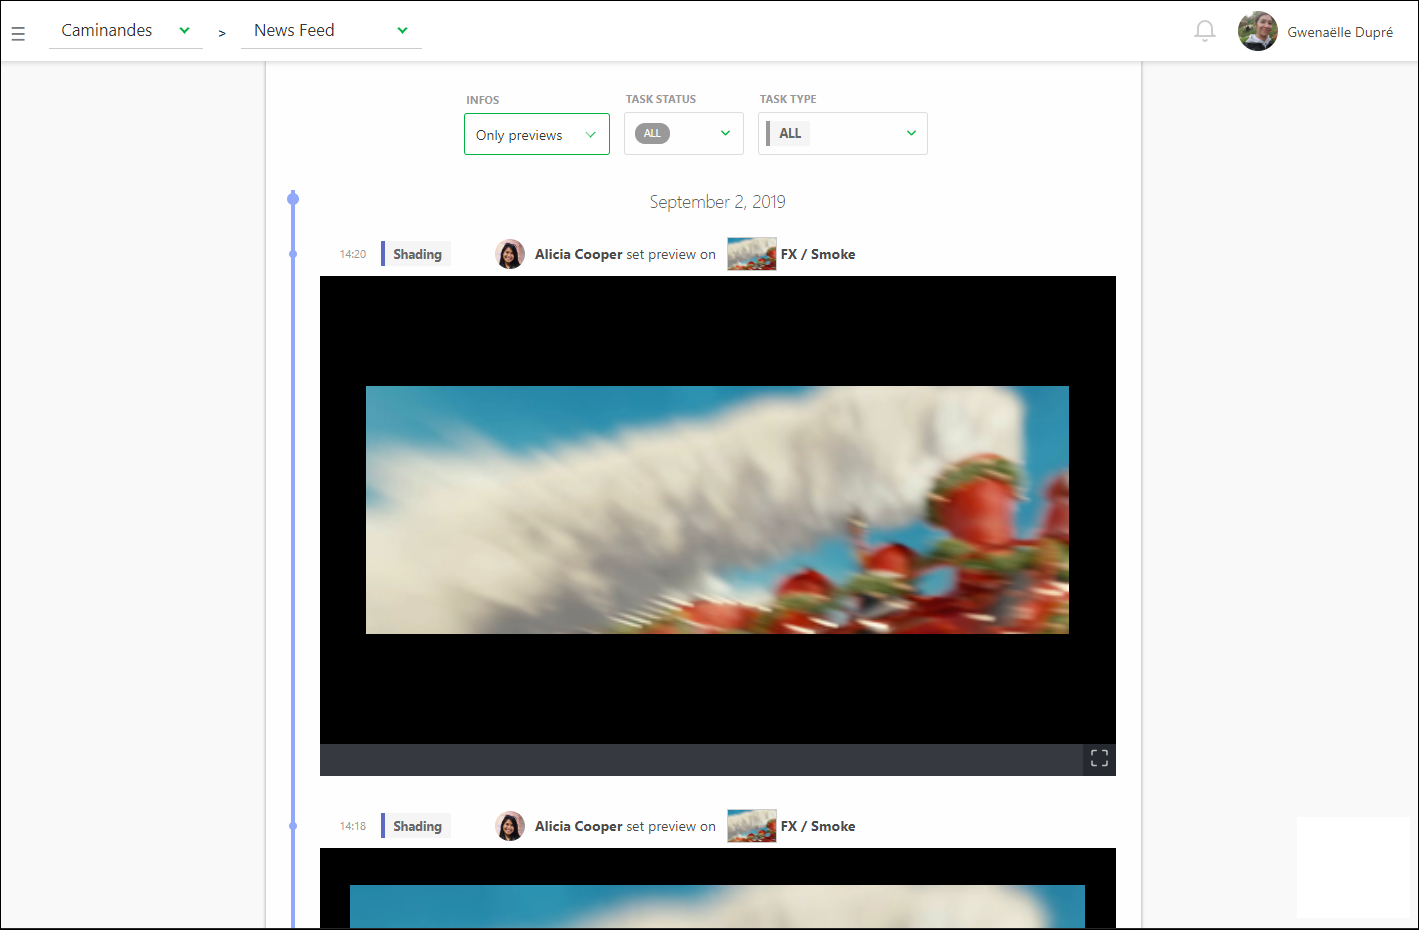 Caminandes > News Feed Gwenaëlle Dupré
INFOS TASK STATUS TASK TYPE
Only previews ALL ALL
September 2, 2019
14:20 Shading Alicia Cooper set preview on FX / Smoke
14:18 Shading Alicia Cooper set preview on FX / Smoke